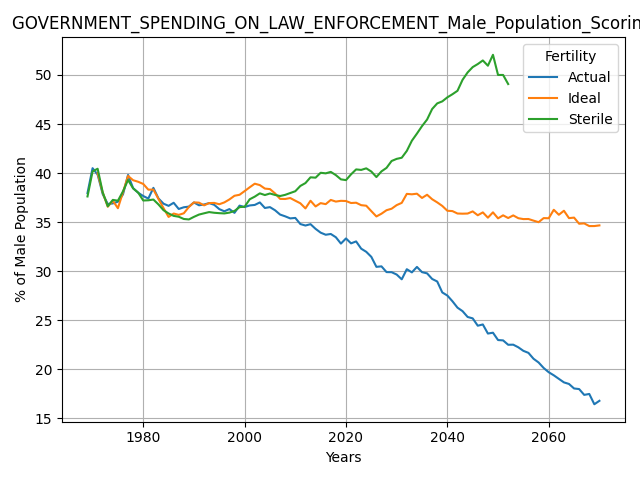 GOVERNMENT_SPENDING_ON_LAW_ENFORCEMENT_Male_Population_Scorin
Fertility
Actual
Ideal
Sterile
% of Male Population
50
45
40
35
30
25
20
15
1980 2000 2020 2040 2060
Years